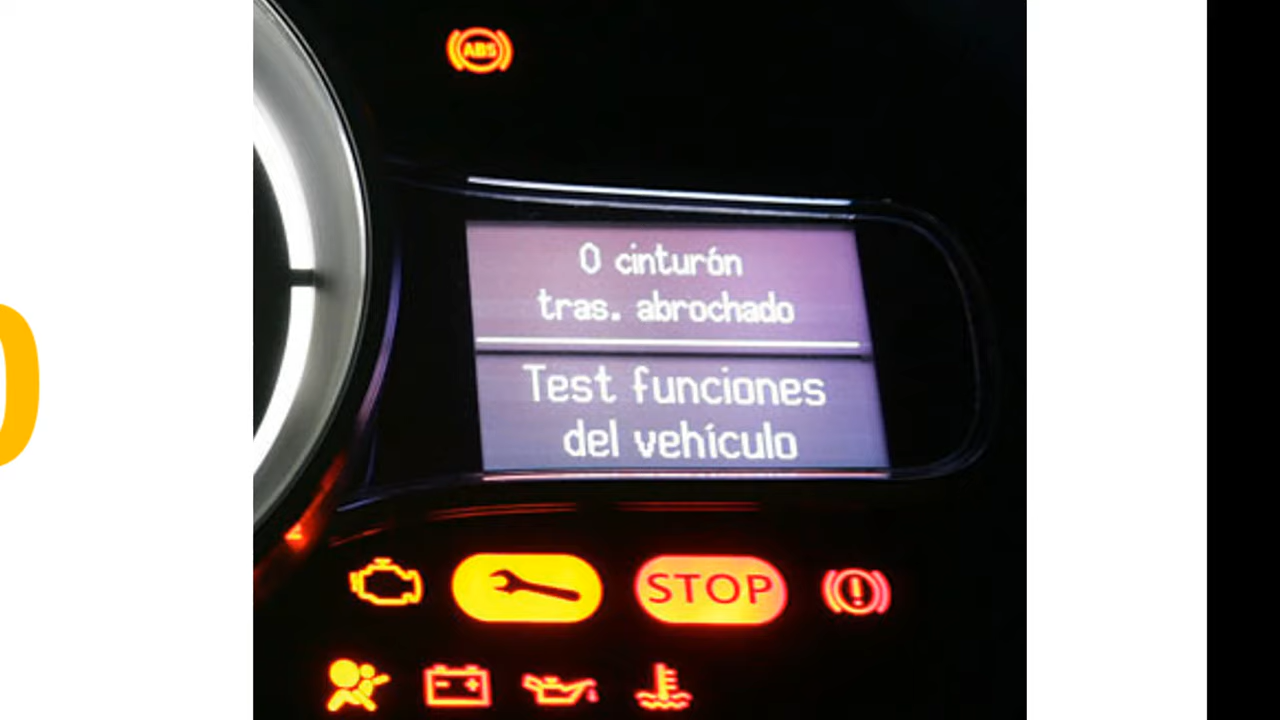 ABS
0 cinturón
tras. abrochado
Test funciones
del vehículo
STOP